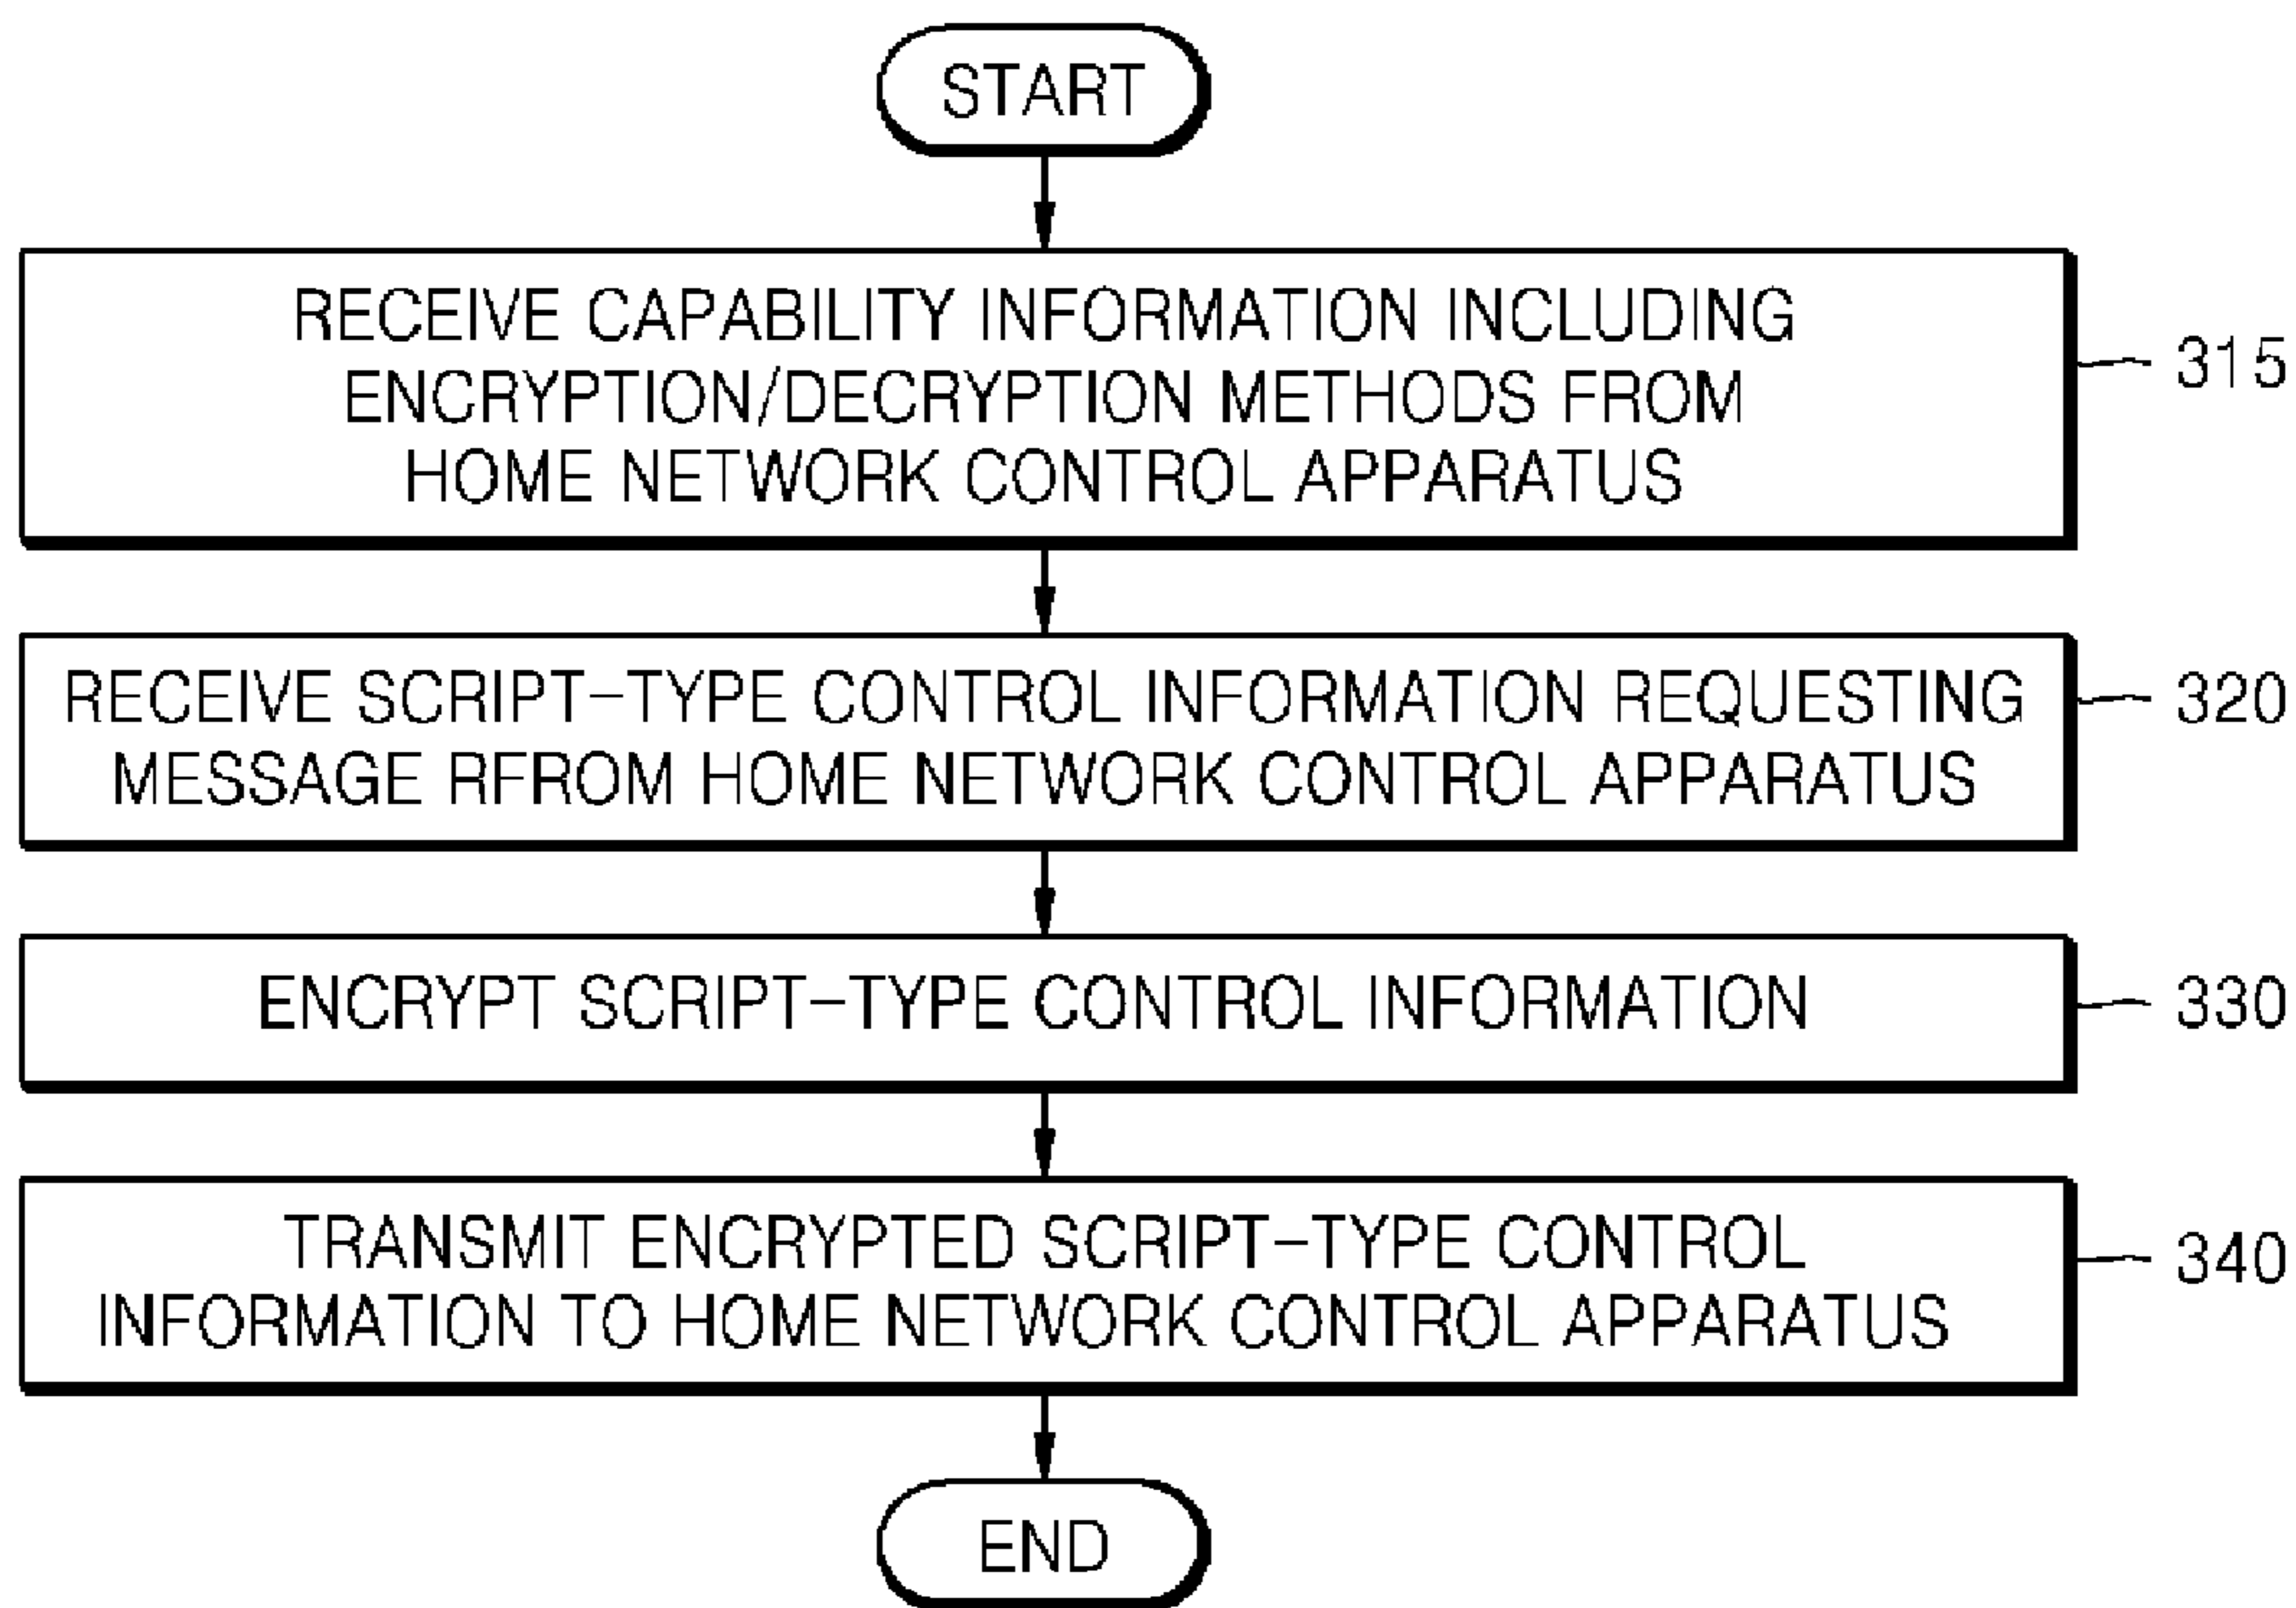 START
RECEIVE CAPABILITY INFORMATION INCLUDING
ENCRYPTION/DECRYPTION METHODS FROM
HOME NETWORK CONTROL APPARATUS
315
RECEIVE SCRIPT-TYPE CONTROL INFORMATION REQUESTING
MESSAGE RFROM HOME NETWORK CONTROL APPARATUS
320
ENCRYPT SCRIPT-TYPE CONTROL INFORMATION
330
TRANSMIT ENCRYPTED SCRIPT-TYPE CONTROL
INFORMATION TO HOME NETWORK CONTROL APPARATUS
340
END